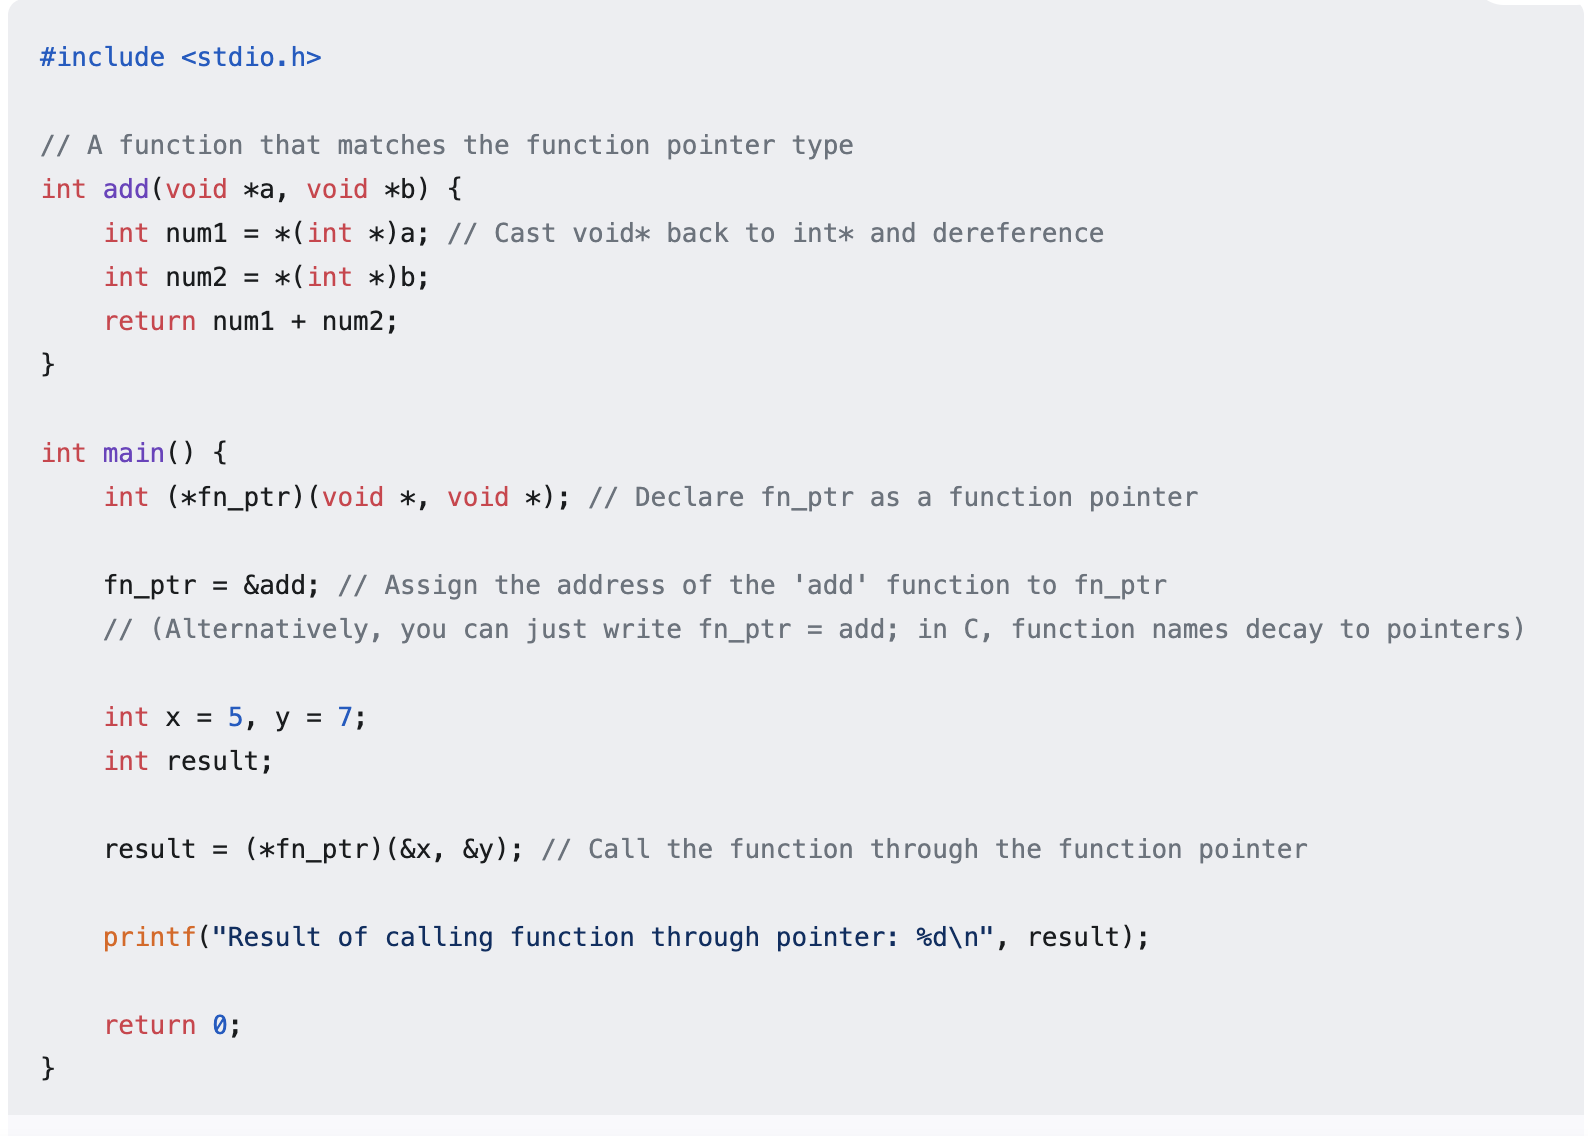 #include <stdio.h>
// A function that matches the function pointer type
int add(void *a, void *b) {
    int num1 = *(int *)a; // Cast void* back to int* and dereference
    int num2 = *(int *)b;
    return num1 + num2;
}
int main() {
    int (*fn_ptr)(void *, void *); // Declare fn_ptr as a function pointer
    fn_ptr = &add; // Assign the address of the 'add' function to fn_ptr
    // (Alternatively, you can just write fn_ptr = add; in C, function names decay to pointers)
    int x = 5, y = 7;
    int result;
    result = (*fn_ptr)(&x, &y); // Call the function through the function pointer
    printf("Result of calling function through pointer: %d\n", result);
    return 0;
}